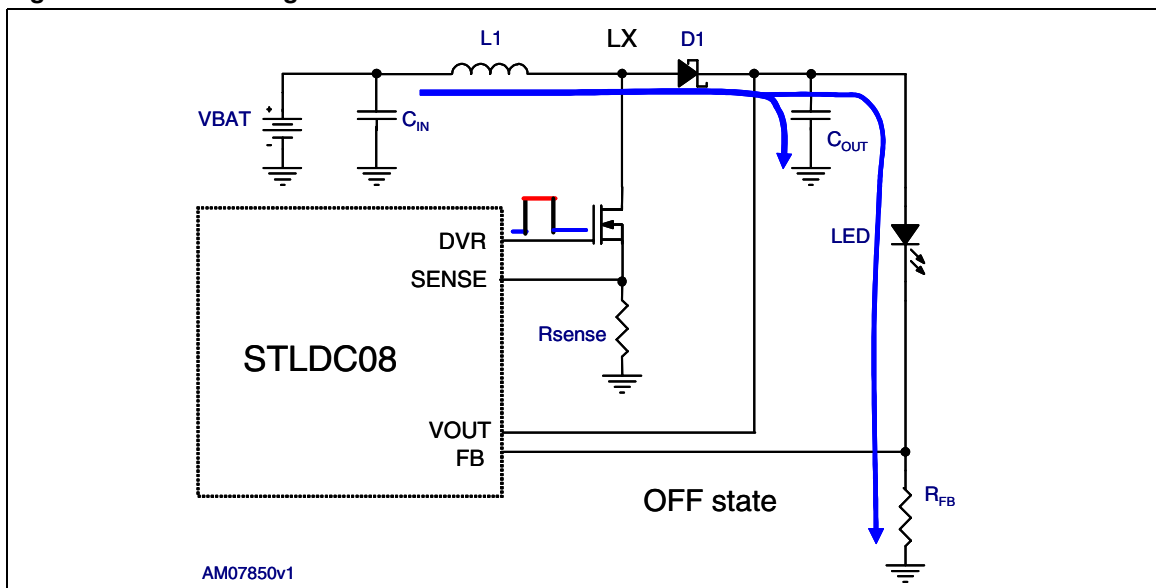 L1
LX
D1
VBAT
+
-
CIN
COUT
DVR
LED
SENSE
Rsense
STLDC08
VOUT
FB
OFF state
RFB
AM07850v1